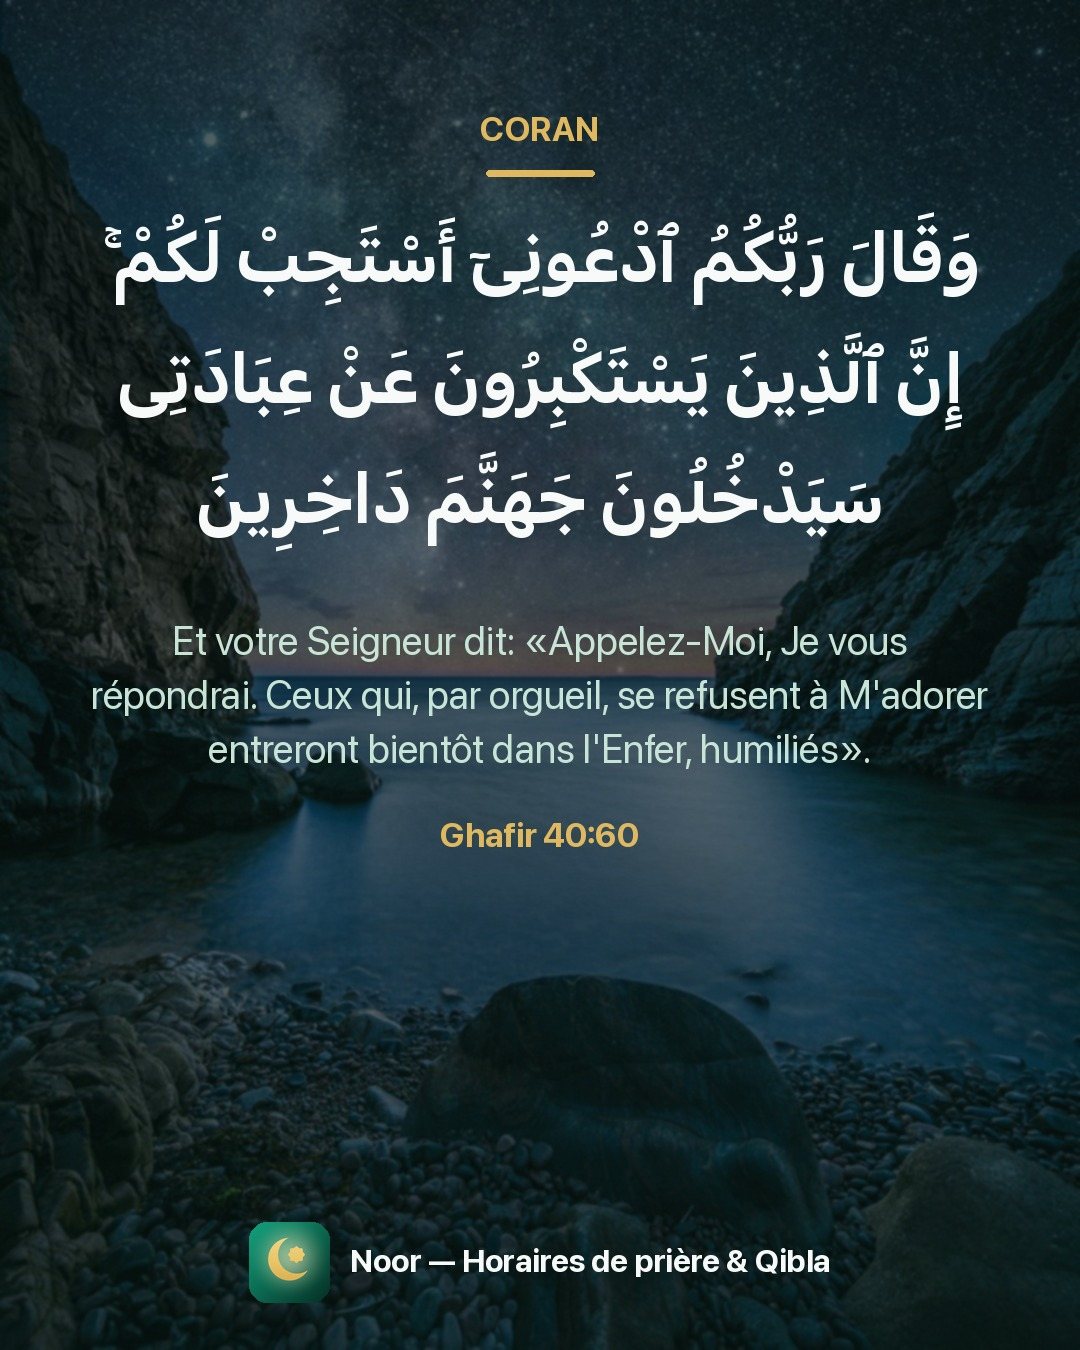 CORAN
وَقَالَ رَبُّكُمُ ٱدْعُونِىٓ أَسْتَجِبْ لَكُمْ ۚ
إِنَّ ٱلَّذِينَ يَسْتَكْبِرُونَ عَنْ عِبَادَتِى
سَيَدْخُلُونَ جَهَنَّمَ دَاخِرِينَ
Et votre Seigneur dit: «Appelez-Moi, Je vous
répondrai. Ceux qui, par orgueil, se refusent à M'adorer
entreront bientôt dans l'Enfer, humiliés».
Ghafir 40:60
Noor — Horaires de prière & Qibla